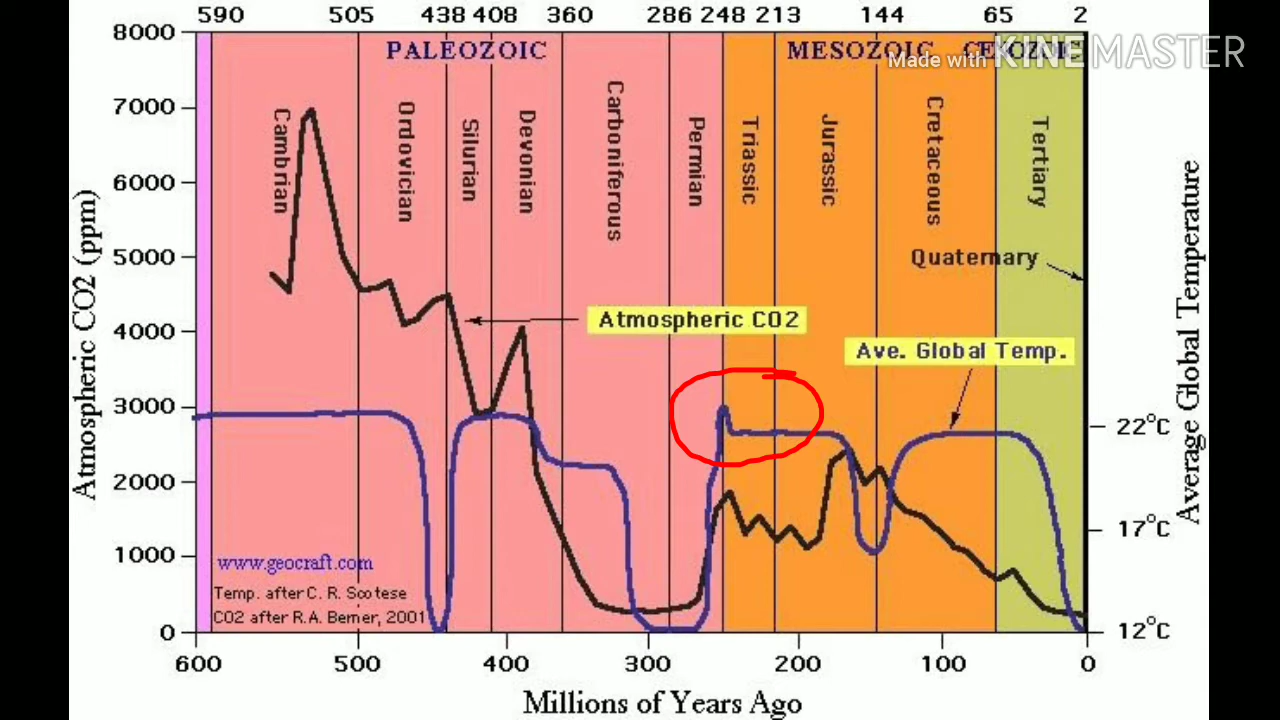 590 505 438 408 360 286 248 213 144 65 2
8000
PALEOZOIC
MESOZOIC
Made with KINEMASTER
7000
6000
5000
4000
3000
2000
1000
0
Atmospheric CO2 (ppm)
Cambrian
Ordovician
Silurian
Devonian
Carboniferous
Permian
Triassic
Jurassic
Cretaceous
Tertiary
Quaternary
Atmospheric CO2
Ave. Global Temp.
22°C
17°C
12°C
Average Global Temperature
www.geocraft.com
Temp. after C. R. Scotese
CO2 after R.A. Berner, 2001
600 500 400 300 200 100 0
Millions of Years Ago